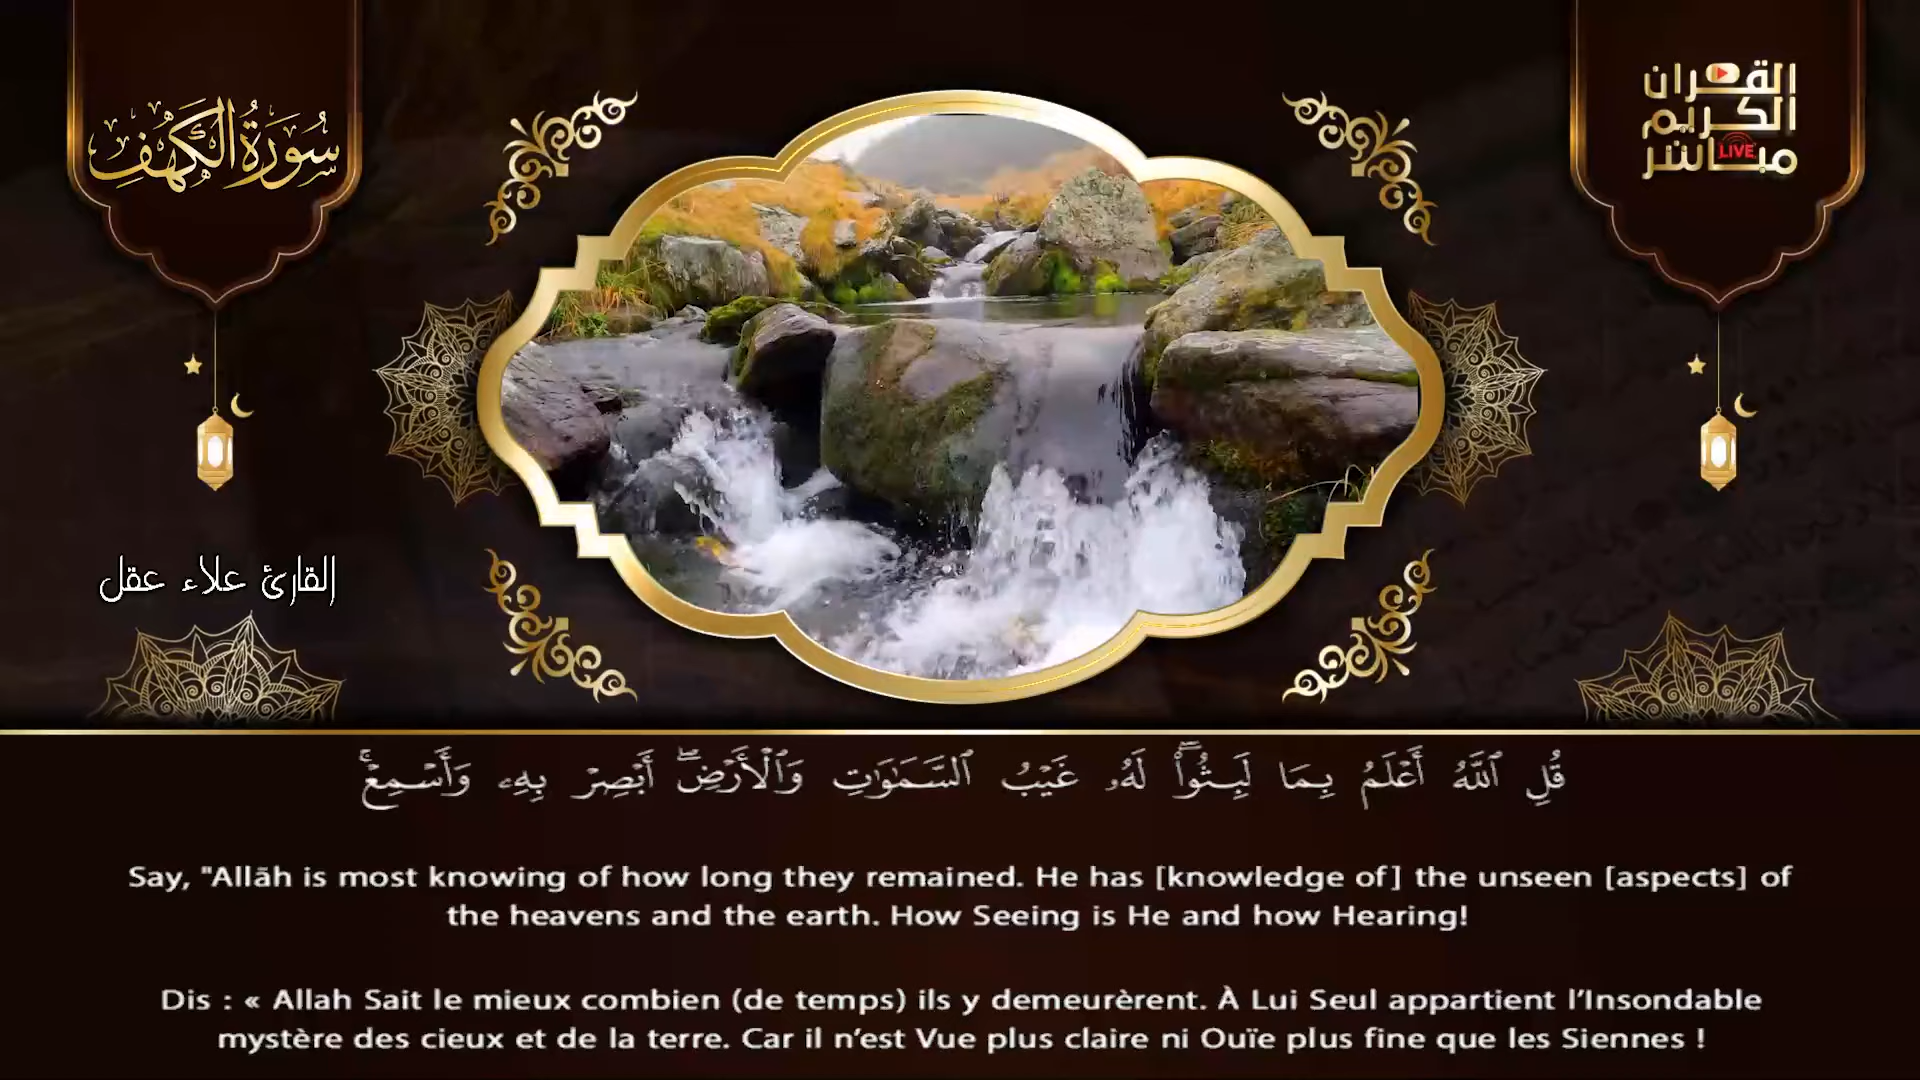 سُورَةُ الكَهْفِ
القرآن
الكريم
مباشر
LIVE
القارئ علاء عقل
قُلِ ٱللَّهُ أَعْلَمُ بِمَا لَبِثُوا۟ ۖ لَهُۥ غَيْبُ ٱلسَّمَـٰوَٰتِ وَٱلْأَرْضِ ۖ أَبْصِرْ بِهِۦ وَأَسْمِعْ ۚ
Say, "Allāh is most knowing of how long they remained. He has [knowledge of] the unseen [aspects] of
the heavens and the earth. How Seeing is He and how Hearing!
Dis : « Allah Sait le mieux combien (de temps) ils y demeurèrent. À Lui Seul appartient l’Insondable
mystère des cieux et de la terre. Car il n’est Vue plus claire ni Ouïe plus fine que les Siennes !